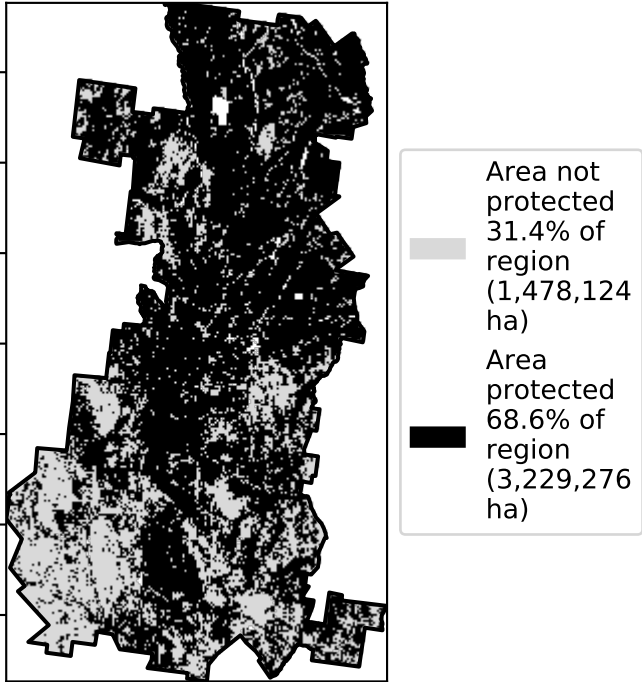 Area not
protected
31.4% of
region
(1,478,124
ha)
Area
protected
68.6% of
region
(3,229,276
ha)